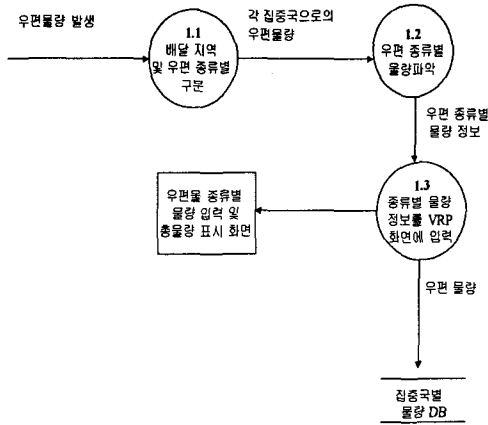 우편물량 발생
1.1
배달 지역
및 우편 종류별
구분
각 집중국으로의
우편물량
1.2
우편 종류별
물량파악
우편 종류별
물량 정보
1.3
종류별 물량
정보를 VRP
화면에 입력
우편물 종류별
물량 입력 및
총물량 표시 화면
우편 물량
집중국별
물량 DB